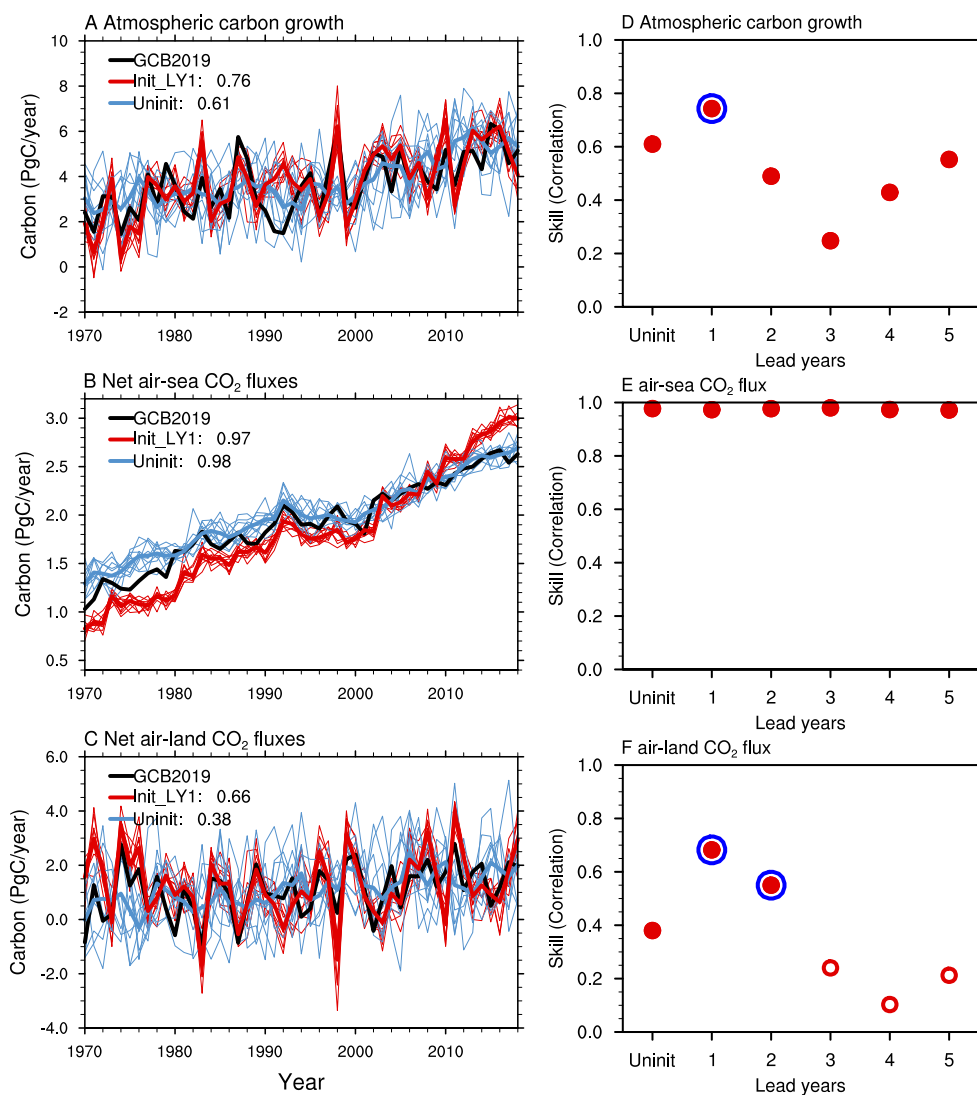 A Atmospheric carbon growth
Carbon (PgC/year)
10
8
6
4
2
0
-2
GCB2019
Init_LY1: 0.76
Uninit: 0.61
1970 1980 1990 2000 2010
D Atmospheric carbon growth
Skill (Correlation)
1.0
0.8
0.6
0.4
0.2
0.0
Uninit 1 2 3 4 5
Lead years
B Net air-sea CO₂ fluxes
Carbon (PgC/year)
3.0
2.5
2.0
1.5
1.0
0.5
GCB2019
Init_LY1: 0.97
Uninit: 0.98
1970 1980 1990 2000 2010
E air-sea CO₂ flux
Skill (Correlation)
1.0
0.8
0.6
0.4
0.2
0.0
Uninit 1 2 3 4 5
Lead years
C Net air-land CO₂ fluxes
Carbon (PgC/year)
6.0
4.0
2.0
0.0
-2.0
-4.0
GCB2019
Init_LY1: 0.66
Uninit: 0.38
1970 1980 1990 2000 2010
Year
F air-land CO₂ flux
Skill (Correlation)
1.0
0.8
0.6
0.4
0.2
0.0
Uninit 1 2 3 4 5
Lead years